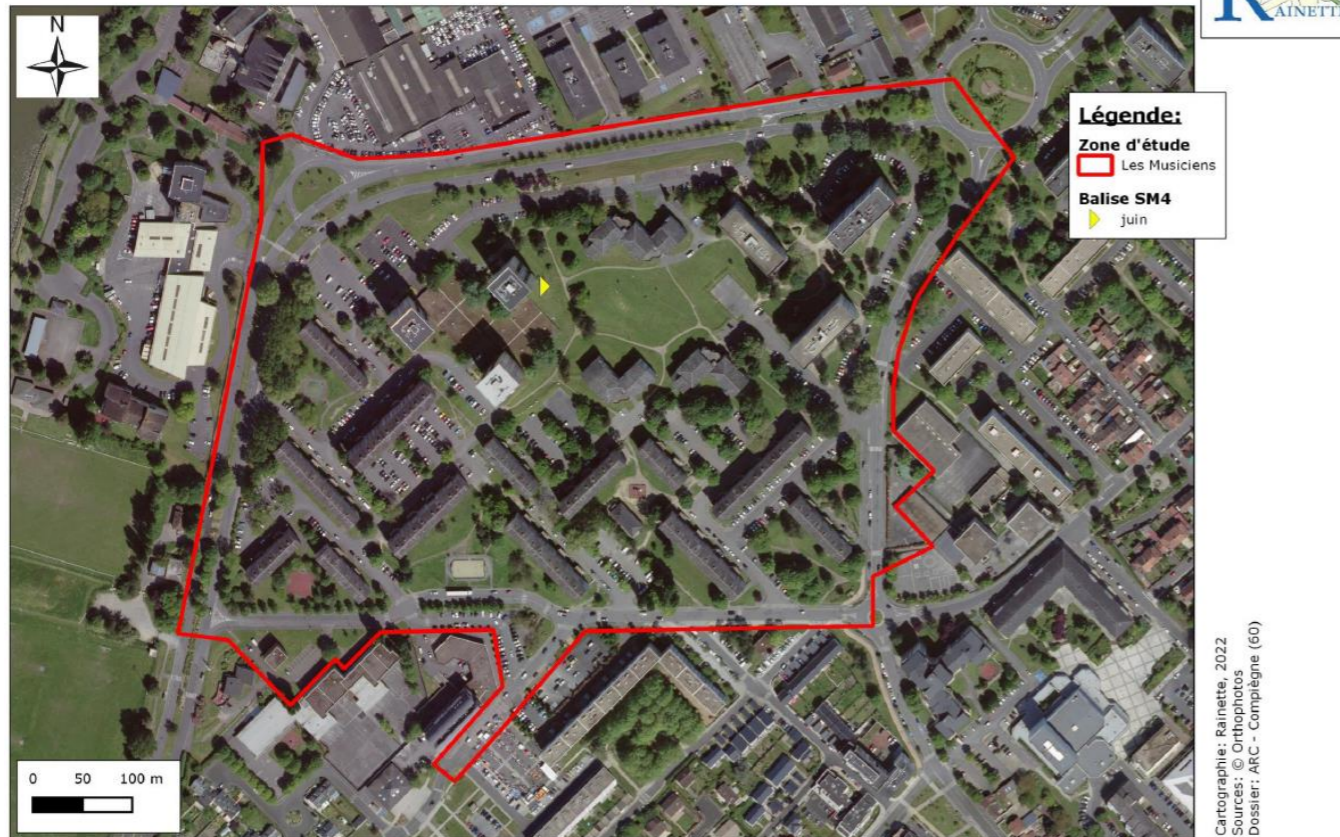 RAINETTE
N
Légende:
Zone d'étude
Les Musiciens
Balise SM4
juin
0 50 100 m
Cartographie: Rainette, 2022
Sources: © Orthophotos
Dossier: ARC - Compiègne (60)